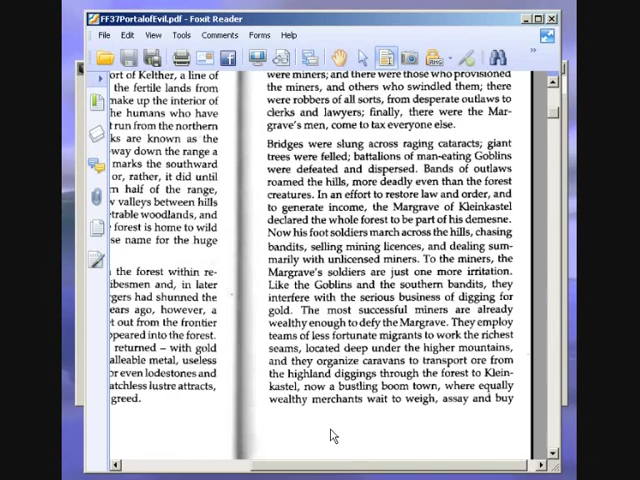 FF37PortalofEvil.pdf - Foxit Reader
File Edit View Tools Comments Forms Help
ort of Kelther, a line of
the fertile lands from
make up the interior of
he humans who have
t run from the northern
ks are known as the
way down the range a
marks the southward
or, rather, it did until
n half of the range,
v valleys between hills
etrable woodlands, and
forest is home to wild
se name for the huge
the forest within re-
ibesmen and, in later
rgers had shunned the
ears ago, however, a
et out from the frontier
ppeared into the forest.
returned – with gold
alleable metal, useless
or even lodestones and
atchless lustre attracts,
greed.
were miners; and there were those who provisioned
the miners, and others who swindled them; there
were robbers of all sorts, from desperate outlaws to
clerks and lawyers; finally, there were the Mar-
grave's men, come to tax everyone else.
Bridges were slung across raging cataracts; giant
trees were felled; battalions of man-eating Goblins
were defeated and dispersed. Bands of outlaws
roamed the hills, more deadly even than the forest
creatures. In an effort to restore law and order, and
to generate income, the Margrave of Kleinkastel
declared the whole forest to be part of his demesne.
Now his foot soldiers march across the hills, chasing
bandits, selling mining licences, and dealing sum-
marily with unlicensed miners. To the miners, the
Margrave's soldiers are just one more irritation.
Like the Goblins and the southern bandits, they
interfere with the serious business of digging for
gold. The most successful miners are already
wealthy enough to defy the Margrave. They employ
teams of less fortunate migrants to work the richest
seams, located deep under the higher mountains,
and they organize caravans to transport ore from
the highland diggings through the forest to Klein-
kastel, now a bustling boom town, where equally
wealthy merchants wait to weigh, assay and buy